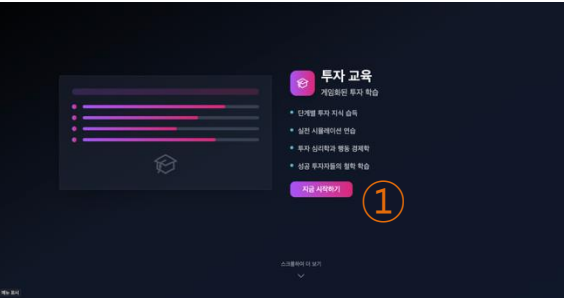 투자 교육
게임화된 투자 학습
단계별 투자 지식 습득
실전 시뮬레이션 연습
투자 심리학과 행동 경제학
성공 투자자들의 철학 학습
지금 시작하기
①
스크롤하여 더 보기
메뉴 표시